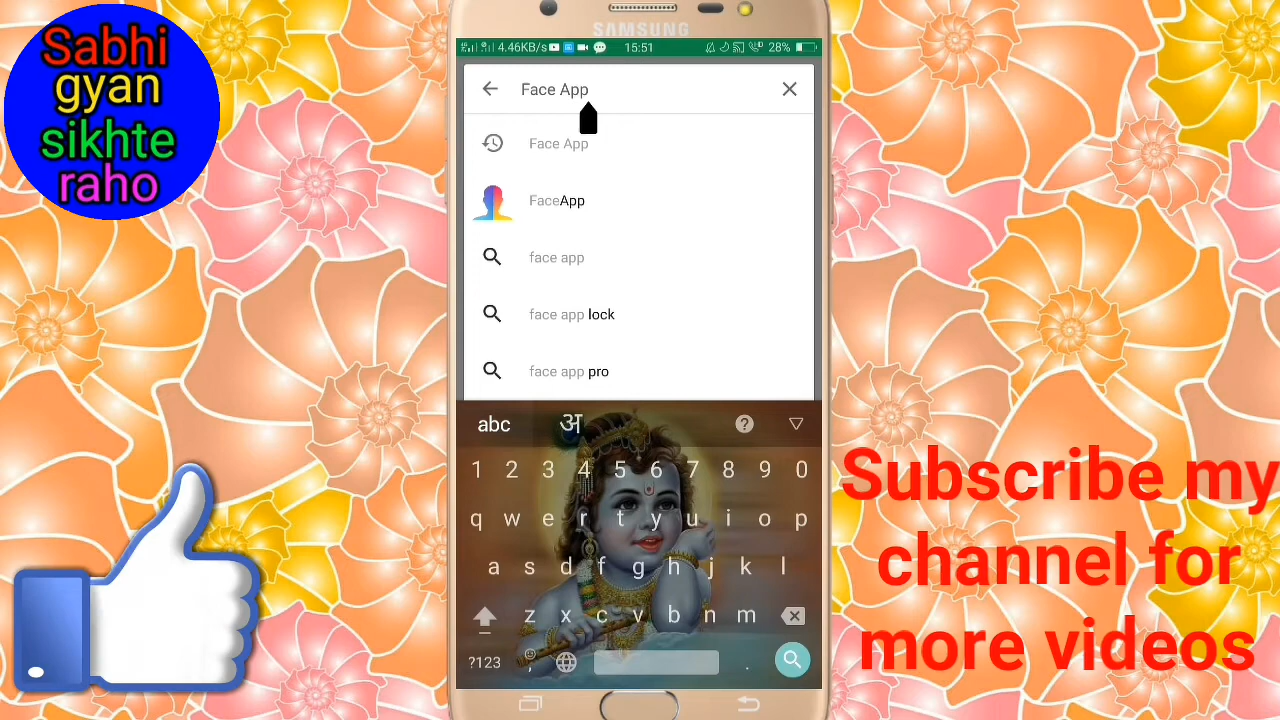 Sabhi
gyan
sikhte
raho
SAMSUNG
4.46KB/s 15:51 28%
Face App
Face App
FaceApp
face app
face app lock
face app pro
abc अ
1 2 3 4 5 6 7 8 9 0
q w e r t y u i o p
a s d f g h j k l
z x c v b n m
?123 , .
Subscribe my
channel for
more videos